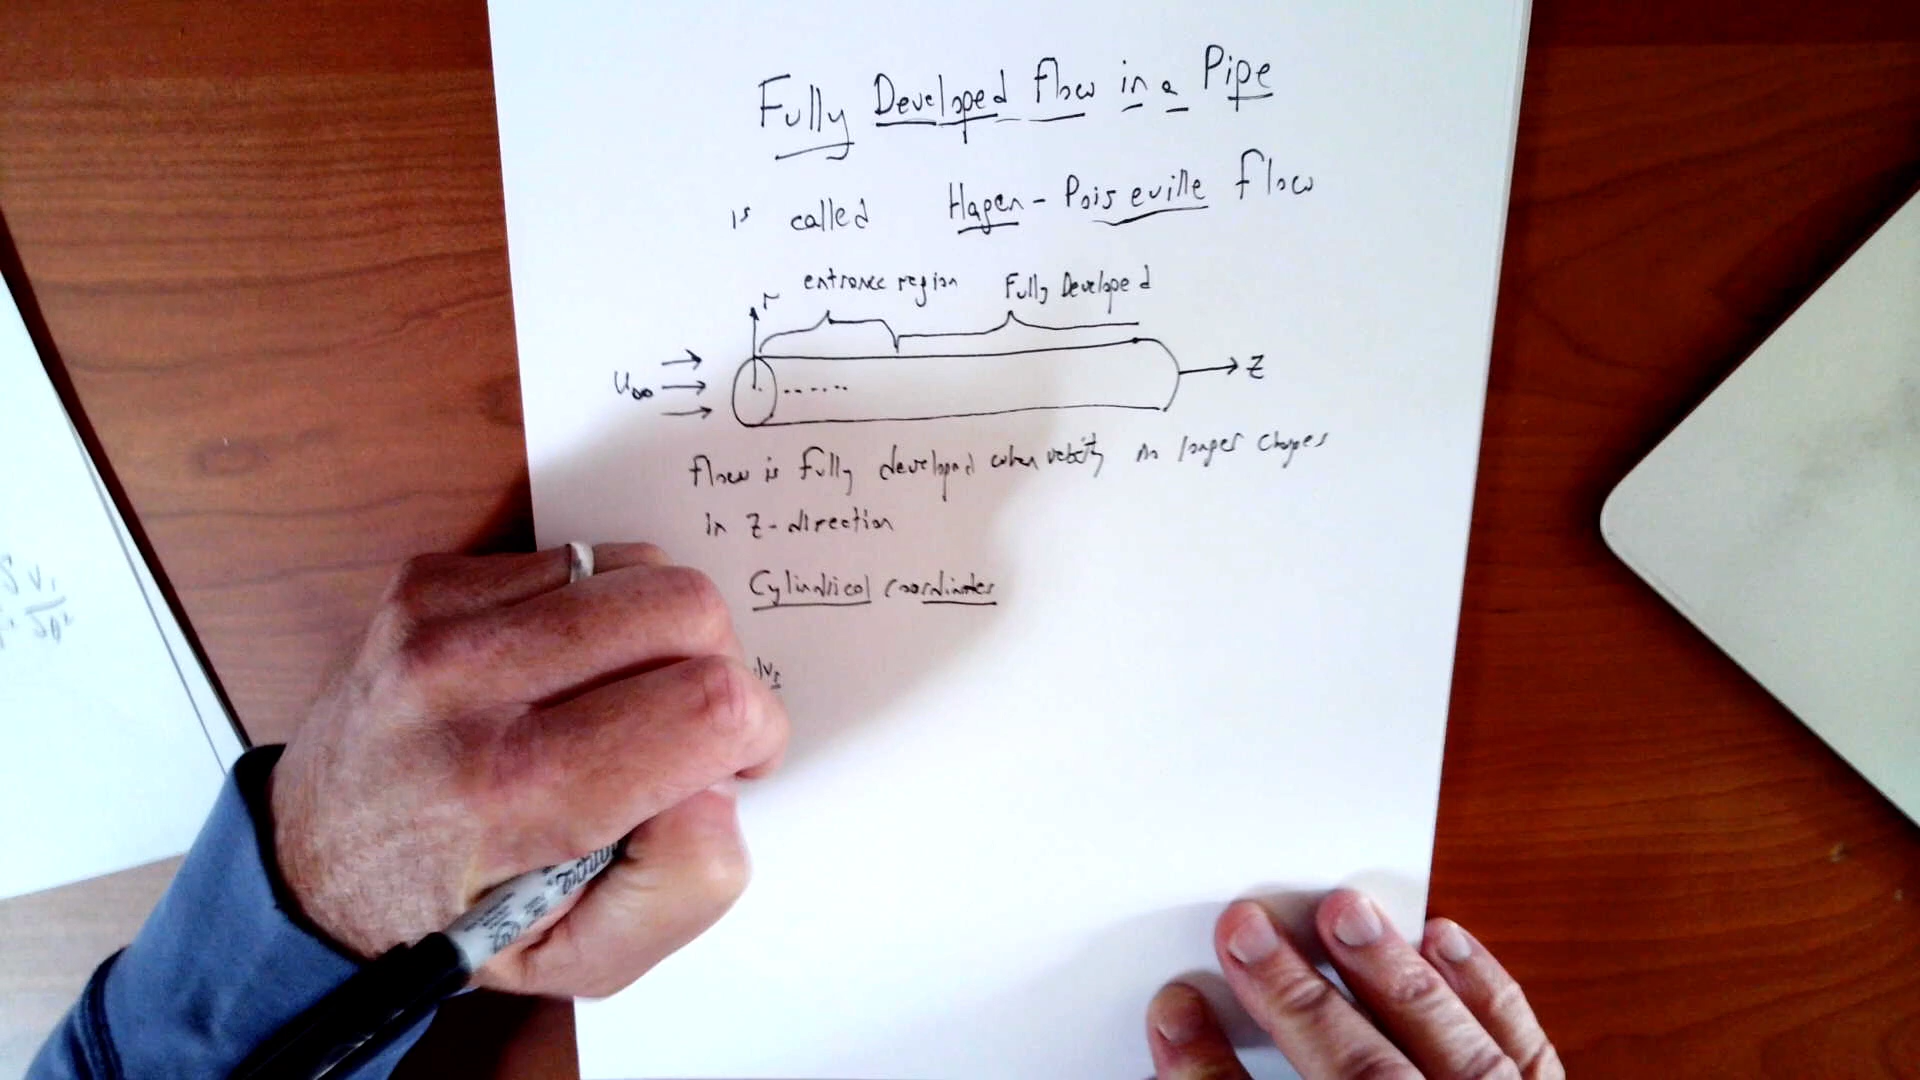 Fully Developed flow in a Pipe
is called Hagen - Poiseville flow
entrance region Fully Developed
r
U∞
z
flow is fully developed when velocity no longer changes
in z-direction
Cylindrical coordinates